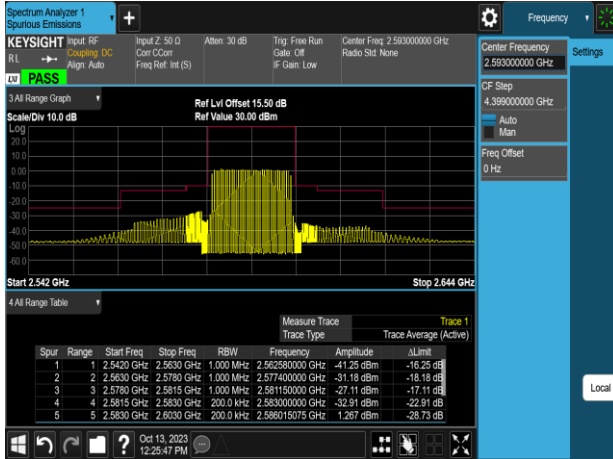 Spectrum Analyzer 1
Spurious Emissions
Frequency
KEYSIGHT Input: RF Input Z: 50 Ω Atten: 30 dB Trig: Free Run Center Freq: 2.593000000 GHz
RL Coupling: DC Corr CCorr Gate: Off Radio Std: None
Align: Auto Freq Ref: Int (S) IF Gain: Low
LXI PASS
Center Frequency
2.593000000 GHz
Settings
CF Step
4.399000000 GHz
Auto
Man
Freq Offset
0 Hz
Local
3 All Range Graph
Ref Lvl Offset 15.50 dB
Scale/Div 10.0 dB Ref Value 30.00 dBm
Log
20.0
10.0
0.00
-10.0
-20.0
-30.0
-40.0
-50.0
-60.0
Start 2.542 GHz Stop 2.644 GHz
4 All Range Table
Measure Trace Trace 1
Trace Type Trace Average (Active)
Spur Range Start Freq Stop Freq RBW Frequency Amplitude ΔLimit
1 1 2.5420 GHz 2.5630 GHz 1.000 MHz 2.562580000 GHz -41.25 dBm -16.25 dB
2 2 2.5630 GHz 2.5780 GHz 1.000 MHz 2.577400000 GHz -31.18 dBm -18.18 dB
3 3 2.5780 GHz 2.5815 GHz 1.000 MHz 2.581150000 GHz -27.11 dBm -17.11 dB
4 4 2.5815 GHz 2.5830 GHz 200.0 kHz 2.583000000 GHz -32.91 dBm -22.91 dB
5 5 2.5830 GHz 2.6030 GHz 200.0 kHz 2.586015075 GHz 1.267 dBm -28.73 dB
Oct 13, 2023
12:25:47 PM